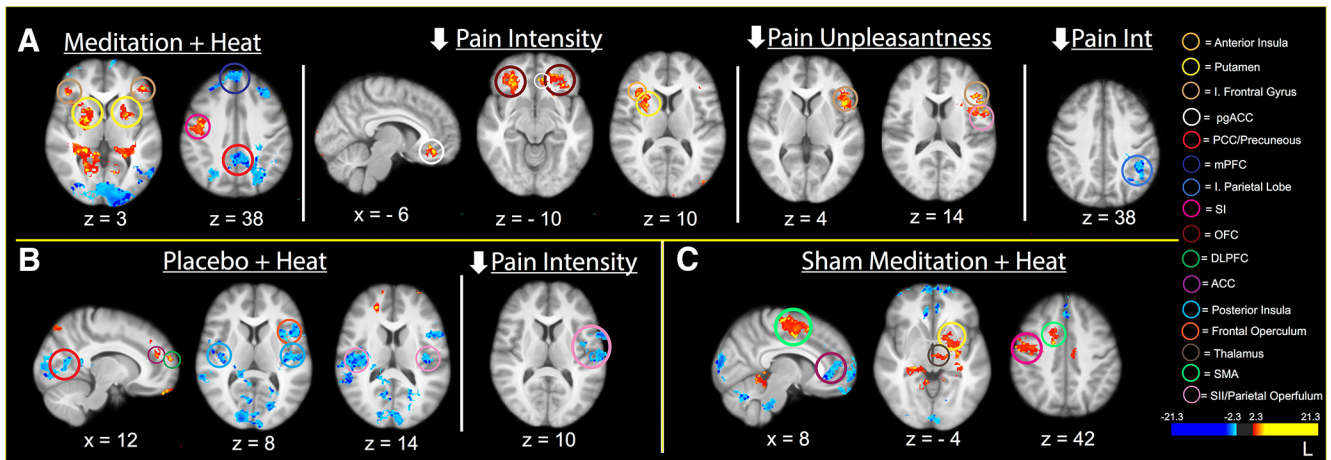 A
Meditation + Heat
Pain Intensity
Pain Unpleasantness
Pain Int
z = 3
z = 38
x = - 6
z = - 10
z = 10
z = 4
z = 14
z = 38
B
Placebo + Heat
Pain Intensity
x = 12
z = 8
z = 14
z = 10
C
Sham Meditation + Heat
x = 8
z = - 4
z = 42
= Anterior Insula
= Putamen
= I. Frontal Gyrus
= pgACC
= PCC/Precuneous
= mPFC
= I. Parietal Lobe
= SI
= OFC
= DLPFC
= ACC
= Posterior Insula
= Frontal Operculum
= Thalamus
= SMA
= SII/Parietal Operfulum
-21.3 -2.3 2.3 21.3
L